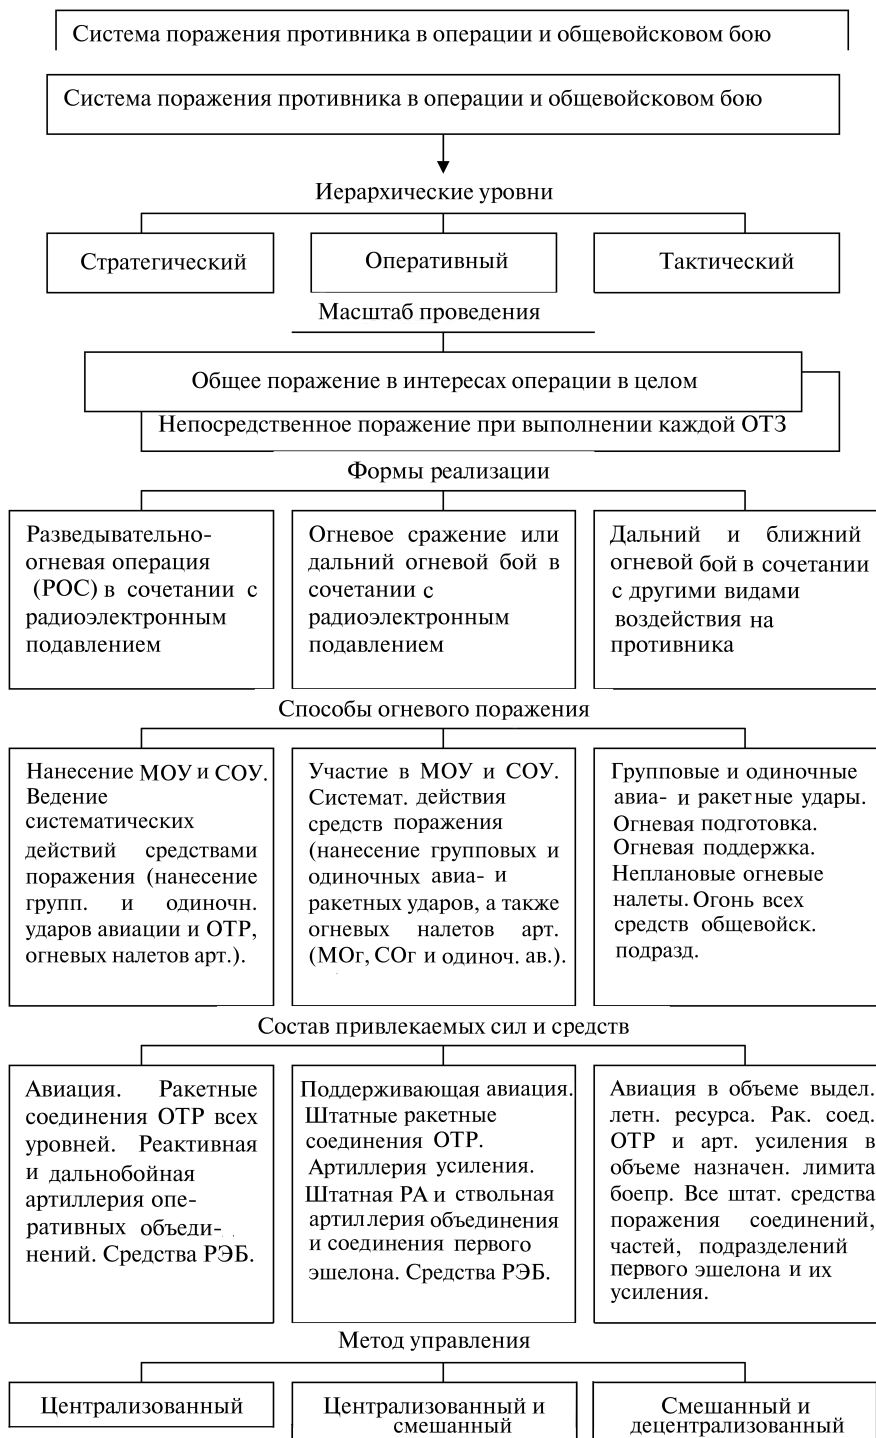 Система поражения противника в операции и общевойсковом бою
Система поражения противника в операции и общевойсковом бою
Иерархические уровни
Стратегический
Оперативный
Тактический
Масштаб проведения
Общее поражение в интересах операции в целом
Непосредственное поражение при выполнении каждой ОТЗ
Формы реализации
Разведывательно-
огневая операция
(РОС) в сочетании с
радиоэлектронным
подавлением
Огневое сражение или
дальний огневой бой в
сочетании с
радиоэлектронным
подавлением
Дальний и ближний
огневой бой в сочетании
с другими видами
воздействия на
противника
Способы огневого поражения
Нанесение МОУ и СОУ.
Ведение
систематических
действий средствами
поражения (нанесение
групп. и одиночн.
ударов авиации и ОТР,
огневых налетов арт.).
Участие в МОУ и СОУ.
Системат. действия
средств поражения
(нанесение групповых и
одиночных авиа- и
ракетных ударов, а также
огневых налетов арт.
(МОг, СОг и одиноч. ав.).
Групповые и одиночные
авиа- и ракетные удары.
Огневая подготовка.
Огневая поддержка.
Неплановые огневые
налеты. Огонь всех
средств общевойск.
подразд.
Состав привлекаемых сил и средств
Авиация. Ракетные
соединения ОТР всех
уровней. Реактивная
и дальнобойная
артиллерия опе-
ративных объеди-
нений. Средства РЭБ.
Поддерживающая авиация.
Штатные ракетные
соединения ОТР.
Артиллерия усиления.
Штатная РА и ствольная
артиллерия объединения
и соединения первого
эшелона. Средства РЭБ.
Авиация в объеме выдел.
летн. ресурса. Рак. соед.
ОТР и арт. усиления в
объеме назначен. лимита
боепр. Все штат. средства
поражения соединений,
частей, подразделений
первого эшелона и их
усиления.
Метод управления
Централизованный
Централизованный и
смешанный
Смешанный и
децентрализованный